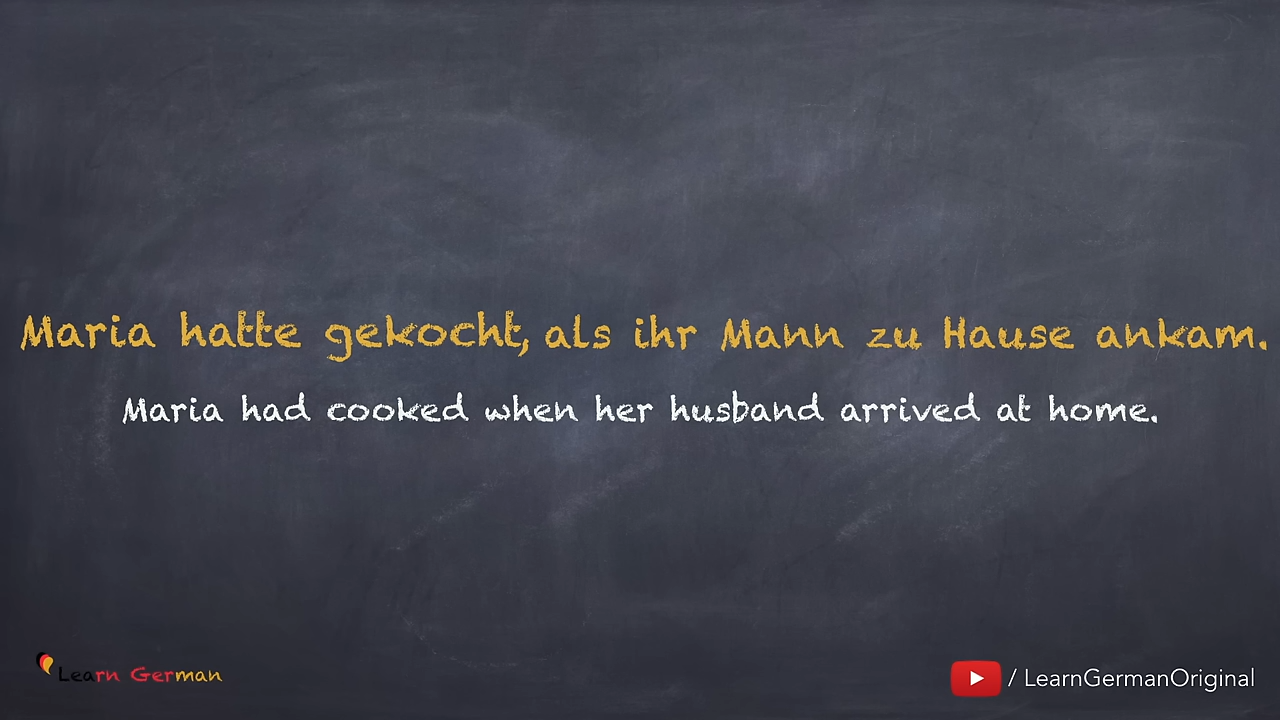 Maria hatte gekocht, als ihr Mann zu Hause ankam.
Maria had cooked when her husband arrived at home.
Learn German
/ LearnGermanOriginal